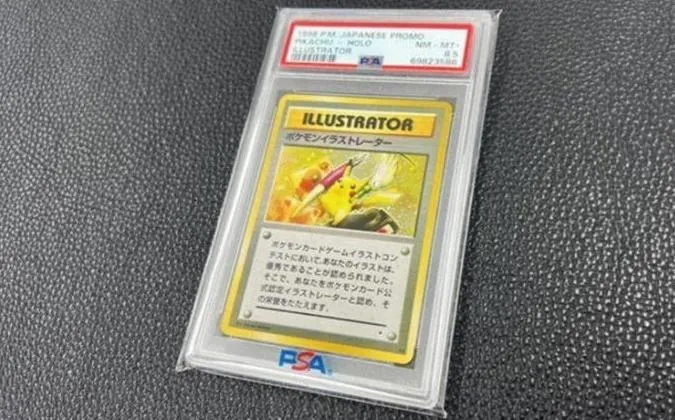 1998 P.M. JAPANESE PROMO
PIKACHU - HOLO NM - MT+
ILLUSTRATOR 8.5
PSA 69823586
ILLUSTRATOR
ポケモンイラストレーター
ポケモンカードゲームイラストコン
テストにおいて、あなたのイラストは、
優秀であることが認められました。
そこで、あなたをポケモンカード公
式認定イラストレーターと認め、そ
の栄誉をたたえます。
PSA